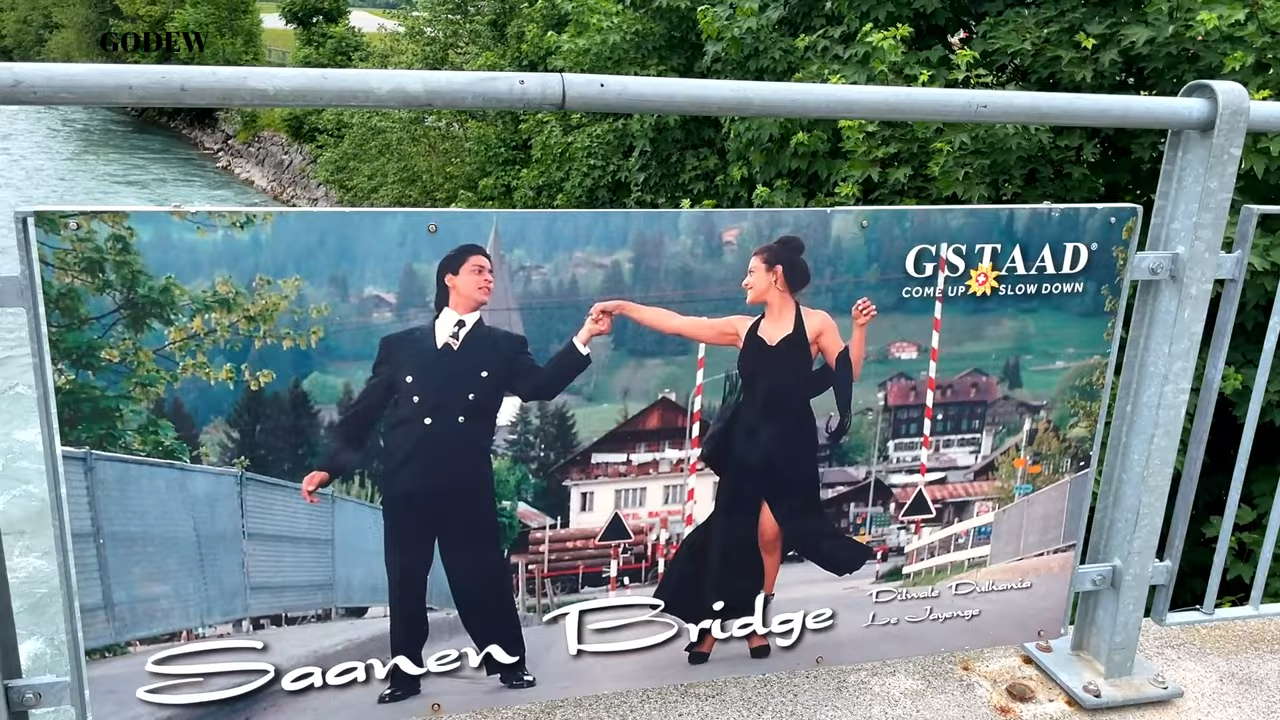 GODEW
GSTAAD®
COME UP SLOW DOWN
Dilwale Dulhania
Le Jayenge
Saanen Bridge